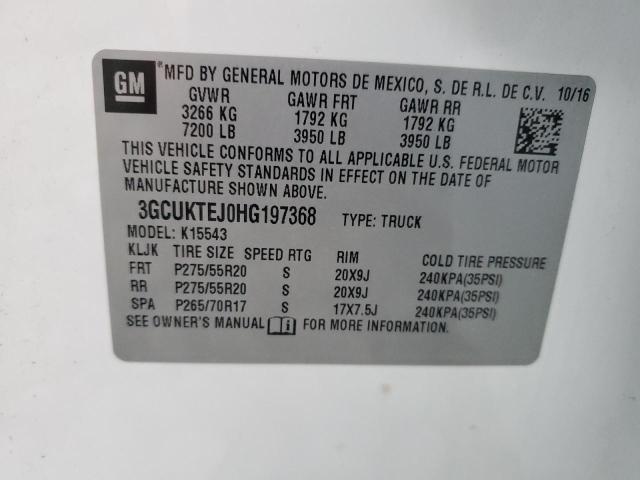 GM ® MFD BY GENERAL MOTORS DE MEXICO, S. DE R.L. DE C.V. 10/16
GVWR GAWR FRT GAWR RR
3266 KG 1792 KG 1792 KG
7200 LB 3950 LB 3950 LB
THIS VEHICLE CONFORMS TO ALL APPLICABLE U.S. FEDERAL MOTOR
VEHICLE SAFETY STANDARDS IN EFFECT ON THE DATE OF
MANUFACTURE SHOWN ABOVE.
3GCUKTEJ0HG197368 TYPE: TRUCK
MODEL: K15543
KLJK TIRE SIZE SPEED RTG RIM COLD TIRE PRESSURE
FRT P275/55R20 S 20X9J 240KPA(35PSI)
RR P275/55R20 S 20X9J 240KPA(35PSI)
SPA P265/70R17 S 17X7.5J 240KPA(35PSI)
SEE OWNER'S MANUAL FOR MORE INFORMATION.